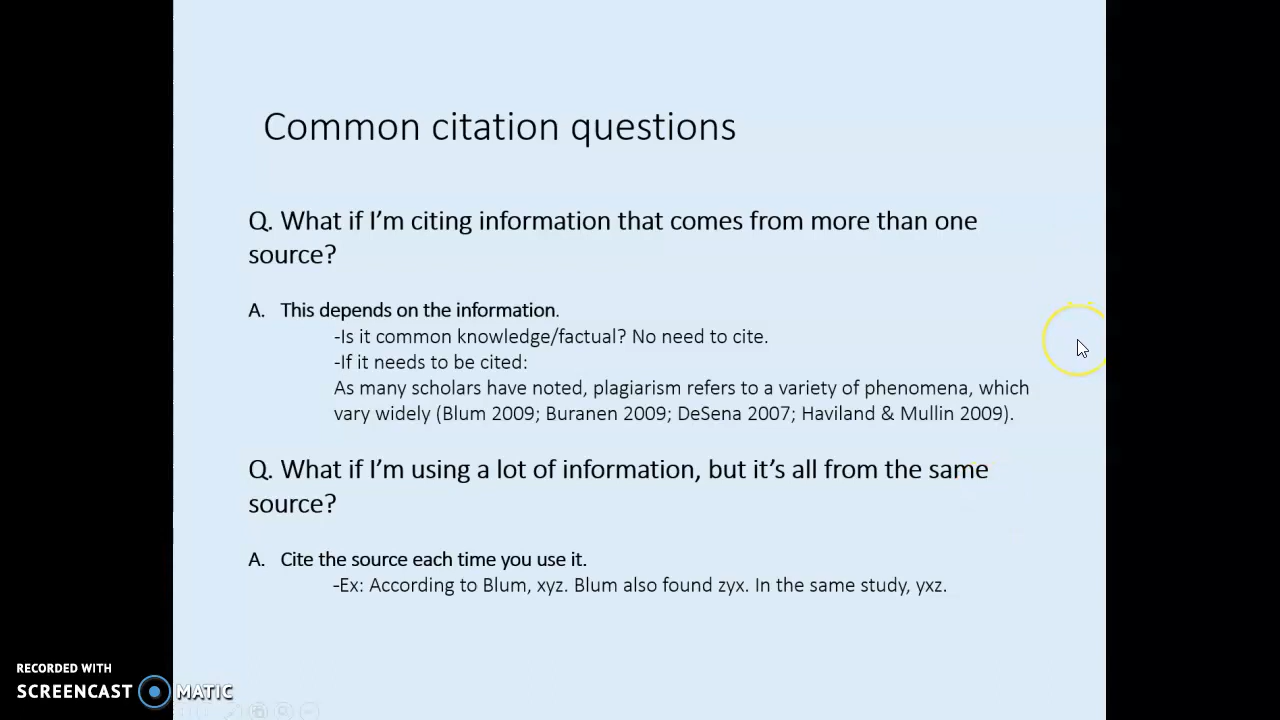 Common citation questions
Q. What if I’m citing information that comes from more than one
source?
A. This depends on the information.
-Is it common knowledge/factual? No need to cite.
-If it needs to be cited:
As many scholars have noted, plagiarism refers to a variety of phenomena, which
vary widely (Blum 2009; Buranen 2009; DeSena 2007; Haviland & Mullin 2009).
Q. What if I’m using a lot of information, but it’s all from the same
source?
A. Cite the source each time you use it.
-Ex: According to Blum, xyz. Blum also found zyx. In the same study, yxz.
RECORDED WITH
SCREENCAST MATIC